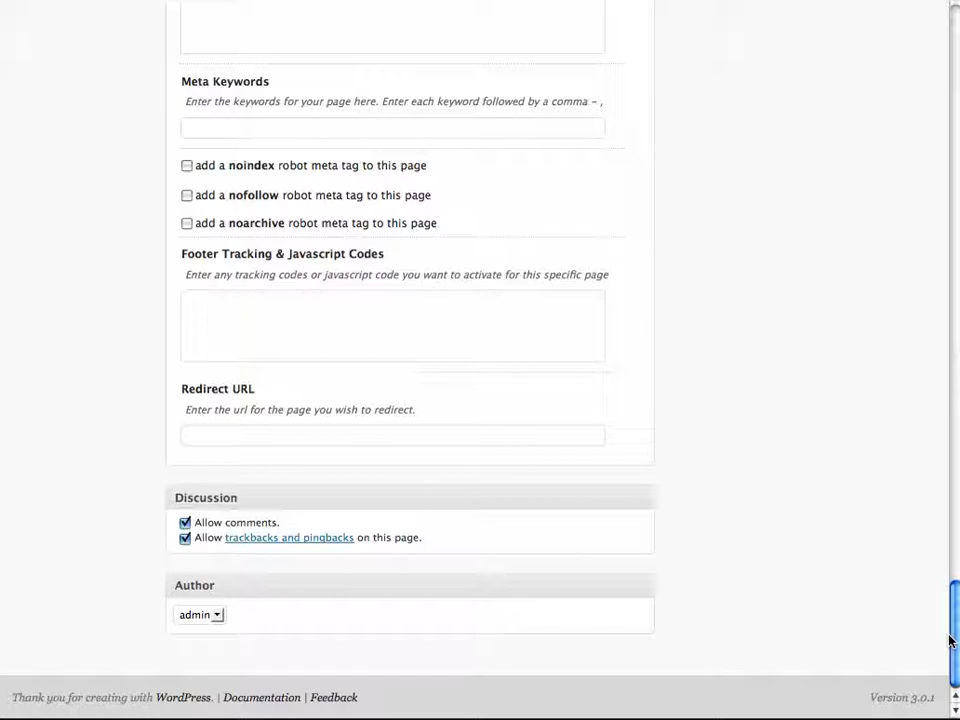 Meta Keywords
Enter the keywords for your page here. Enter each keyword followed by a comma – ,
add a noindex robot meta tag to this page
add a nofollow robot meta tag to this page
add a noarchive robot meta tag to this page
Footer Tracking & Javascript Codes
Enter any tracking codes or javascript code you want to activate for this specific page
Redirect URL
Enter the url for the page you wish to redirect.
Discussion
Allow comments.
Allow trackbacks and pingbacks on this page.
Author
admin
Thank you for creating with WordPress. | Documentation | Feedback Version 3.0.1